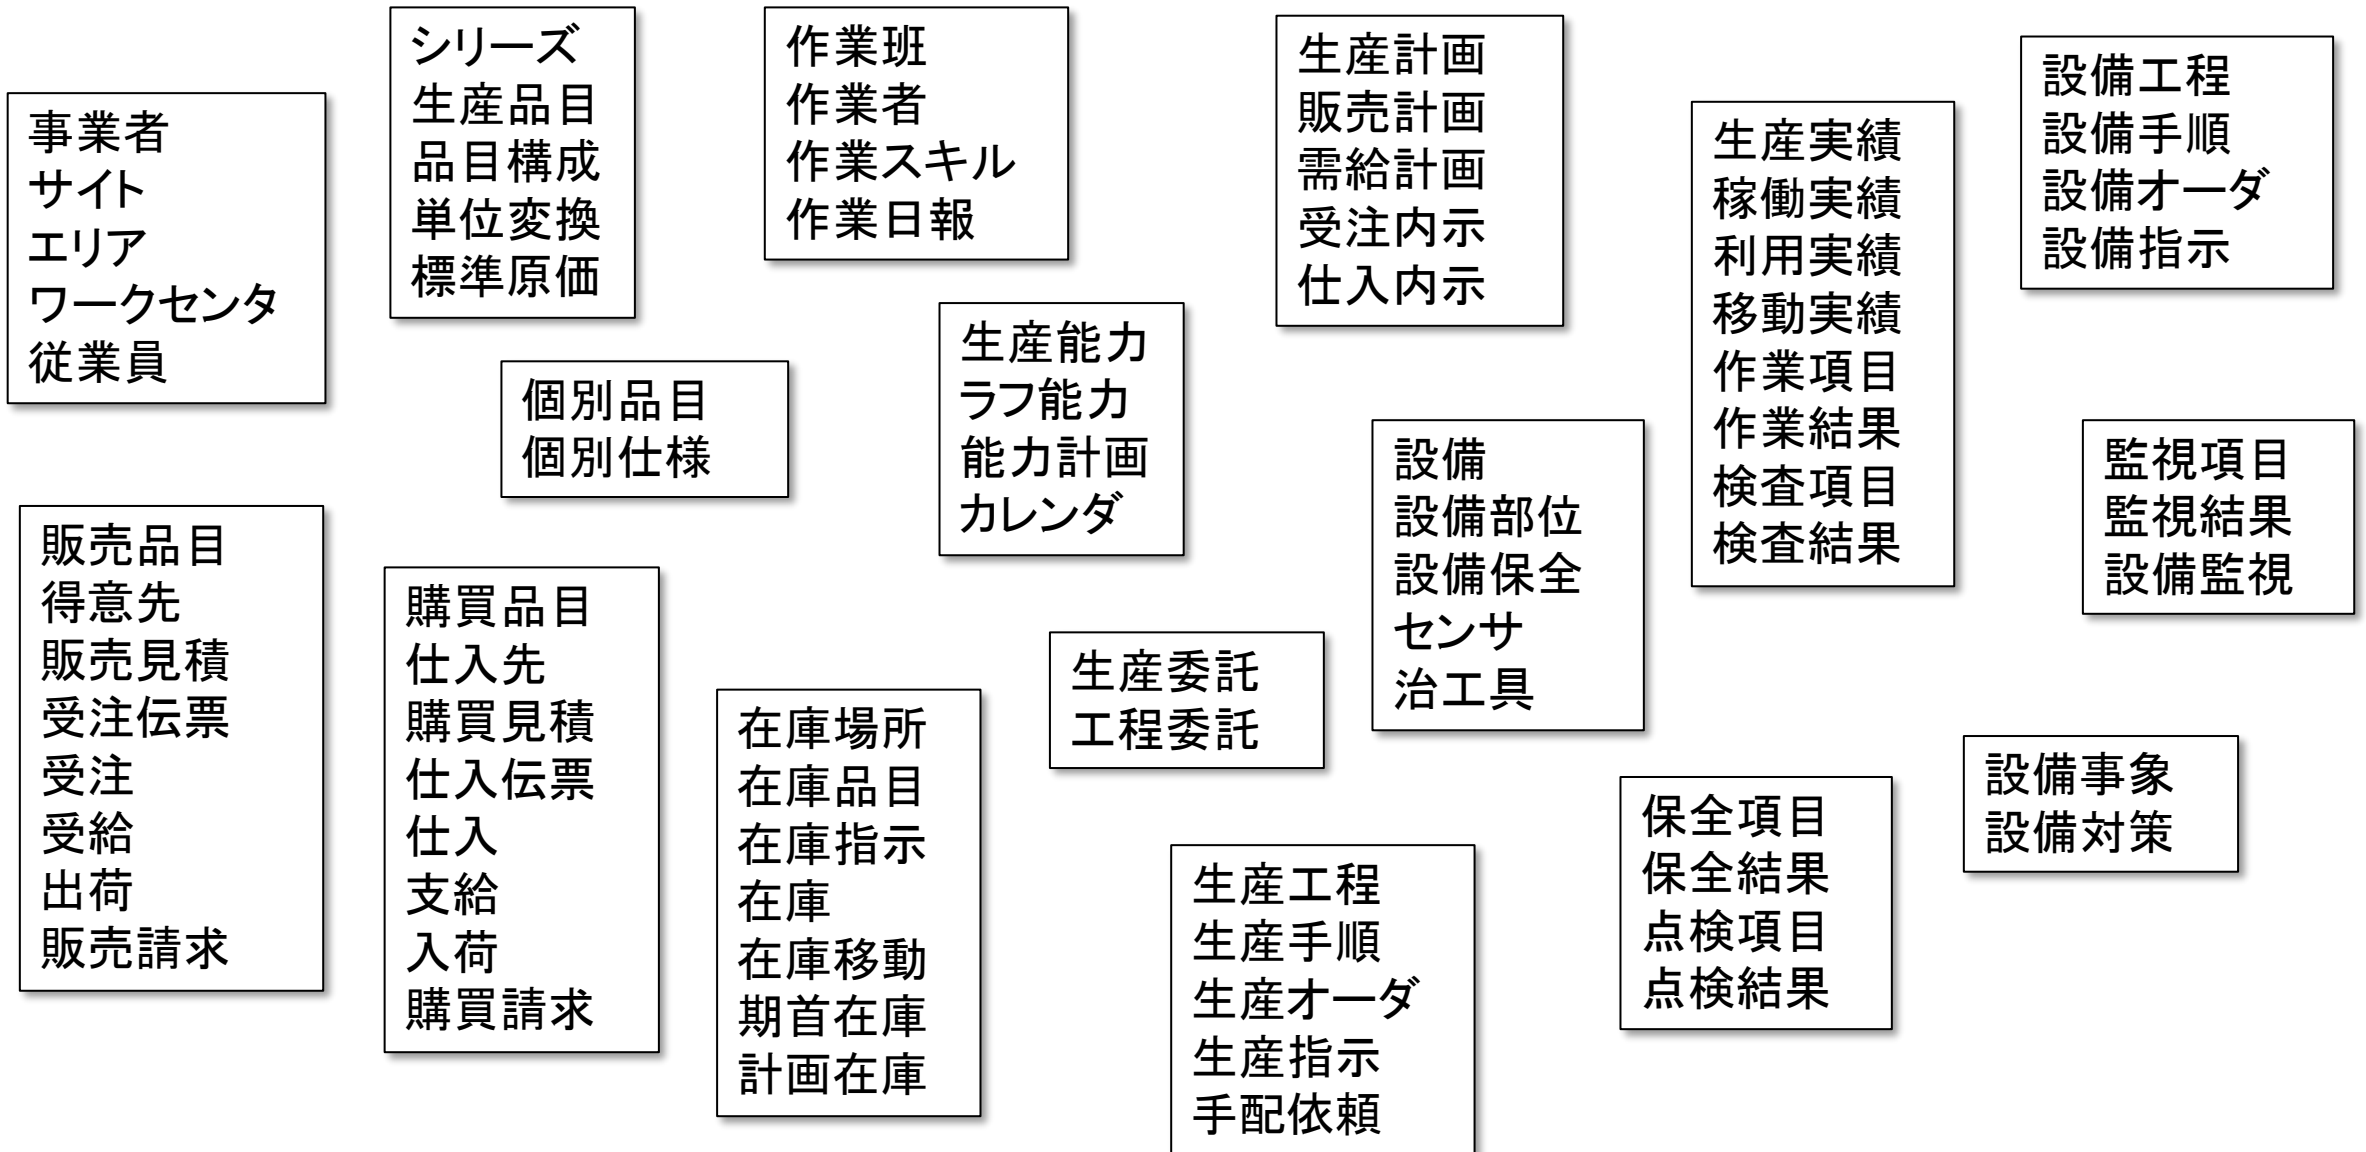 事業者
サイト
エリア
ワークセンタ
従業員
シリーズ
生産品目
品目構成
単位変換
標準原価
作業班
作業者
作業スキル
作業日報
生産計画
販売計画
需給計画
受注内示
仕入内示
生産実績
稼働実績
利用実績
移動実績
作業項目
作業結果
検査項目
検査結果
設備工程
設備手順
設備オーダ
設備指示
個別品目
個別仕様
生産能力
ラフ能力
能力計画
カレンダ
設備
設備部位
設備保全
センサ
治工具
監視項目
監視結果
設備監視
販売品目
得意先
販売見積
受注伝票
受注
受給
出荷
販売請求
購買品目
仕入先
購買見積
仕入伝票
仕入
支給
入荷
購買請求
在庫場所
在庫品目
在庫指示
在庫
在庫移動
期首在庫
計画在庫
生産委託
工程委託
生産工程
生産手順
生産オーダ
生産指示
手配依頼
保全項目
保全結果
点検項目
点検結果
設備事象
設備対策